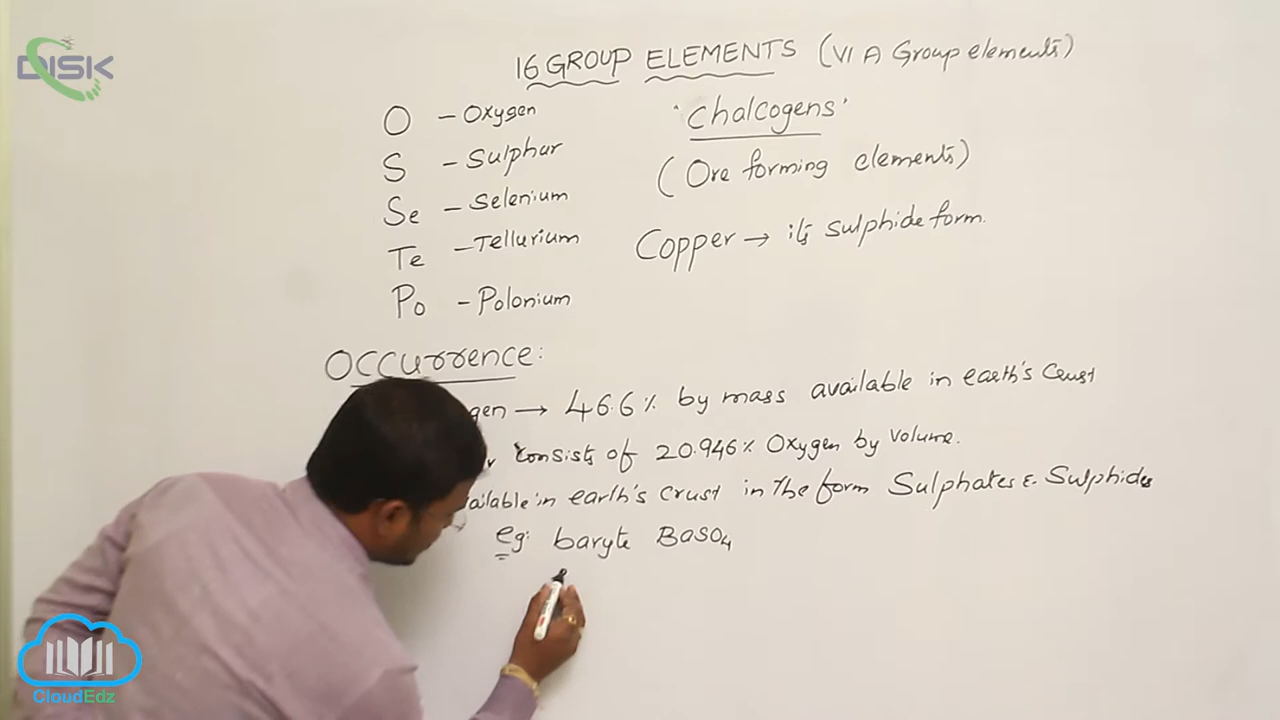 DISK
16 GROUP ELEMENTS (VI A Group elements)
O - Oxygen
'Chalcogens'
S - Sulphur
(Ore forming elements)
Se - Selenium
Copper → its sulphide form.
Te - Tellurium
Po - Polonium
Occurrence:
gen → 46.6% by mass available in earth's crust
consists of 20.946% Oxygen by volume.
ailable in earth's crust in the form Sulphates & Sulphides
eg: baryte BaSO4
CloudEdz